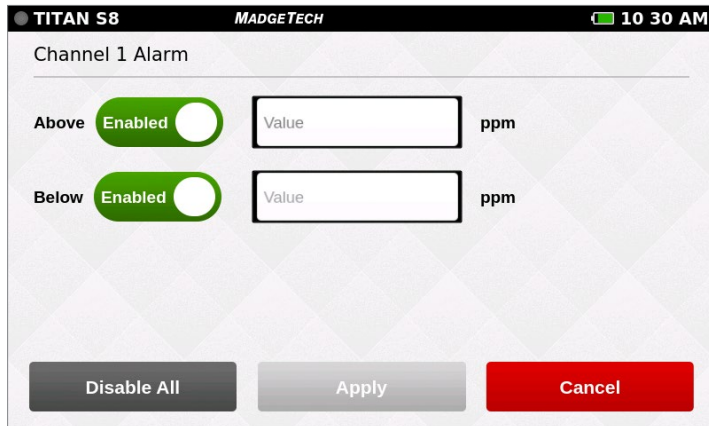 TITAN S8 MADGETECH 10 30 AM
Channel 1 Alarm
Above Enabled Value ppm
Below Enabled Value ppm
Disable All Apply Cancel